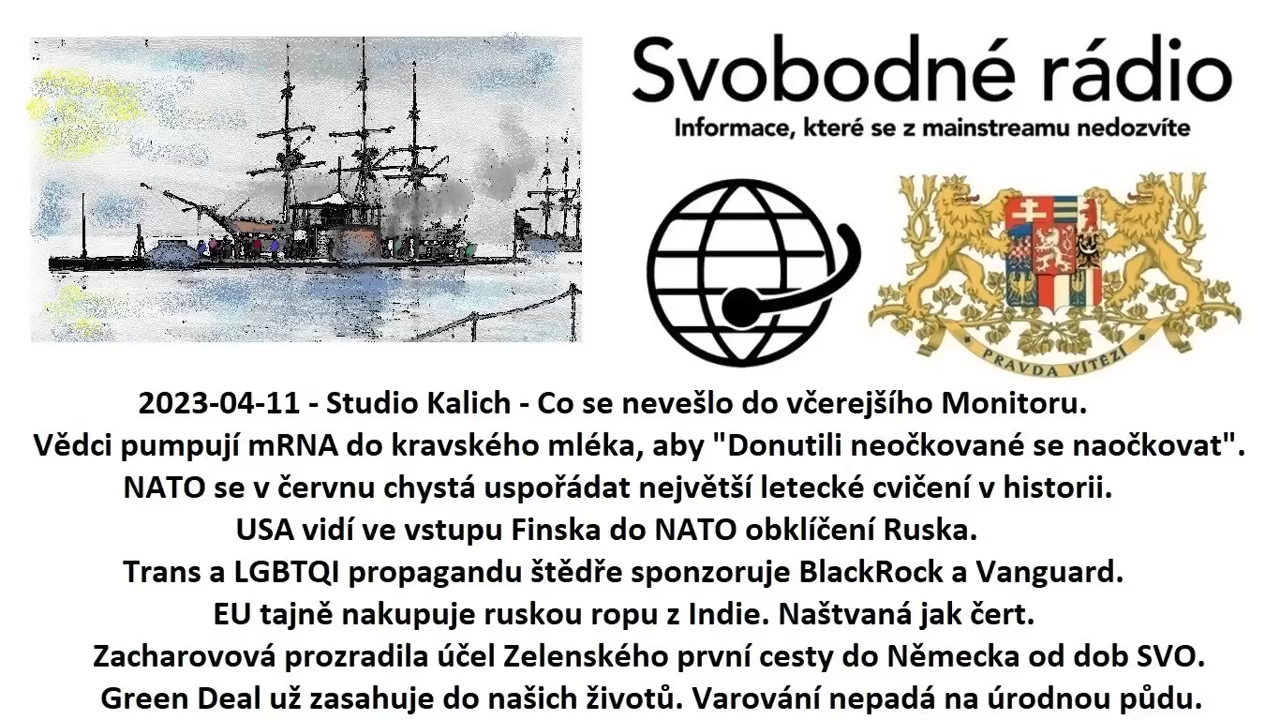 Svobodné rádio
Informace, které se z mainstreamu nedozvíte
PRAVDA VÍTĚZÍ
2023-04-11 - Studio Kalich - Co se nevešlo do včerejšího Monitoru.
Vědci pumpují mRNA do kravského mléka, aby "Donutili neočkované se naočkovat".
NATO se v červnu chystá uspořádat největší letecké cvičení v historii.
USA vidí ve vstupu Finska do NATO obklíčení Ruska.
Trans a LGBTQI propagandu štědře sponzoruje BlackRock a Vanguard.
EU tajně nakupuje ruskou ropu z Indie. Naštvaná jak čert.
Zacharovová prozradila účel Zelenského první cesty do Německa od dob SVO.
Green Deal už zasahuje do našich životů. Varování nepadá na úrodnou půdu.